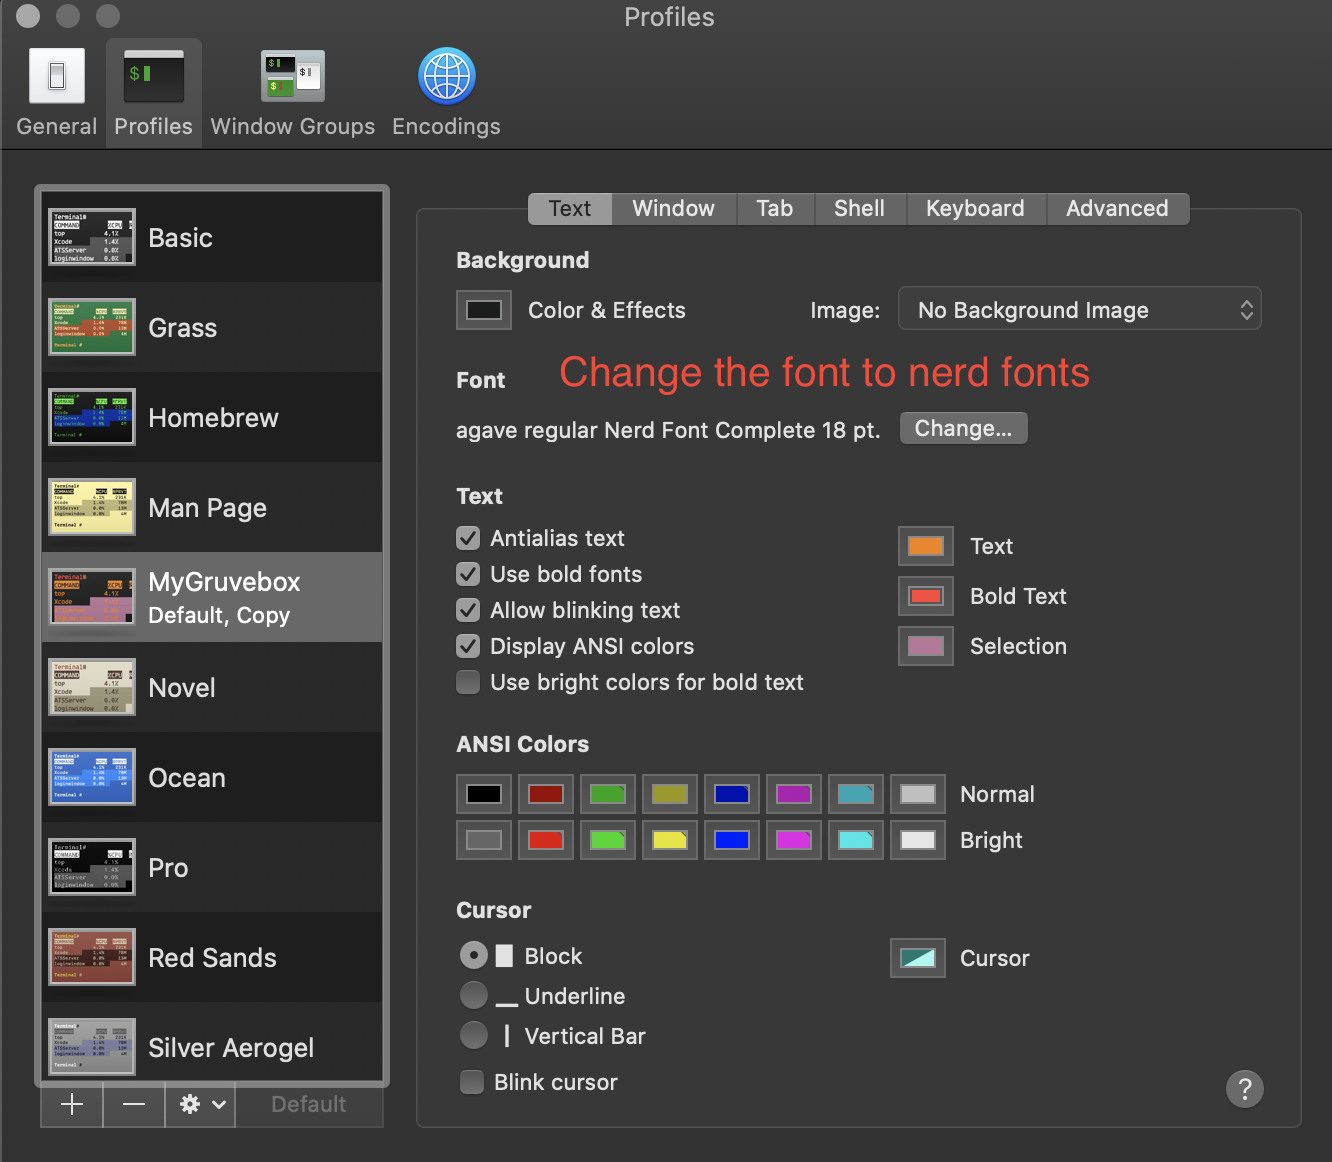 Profiles
General
Profiles
Window Groups
Encodings
Basic
Grass
Homebrew
Man Page
MyGruvebox
Default, Copy
Novel
Ocean
Pro
Red Sands
Silver Aerogel
Default
Text Window Tab Shell Keyboard Advanced
Background
Color & Effects Image: No Background Image
Font Change the font to nerd fonts
agave regular Nerd Font Complete 18 pt. Change...
Text
Antialias text
Use bold fonts
Allow blinking text
Display ANSI colors
Use bright colors for bold text
Text
Bold Text
Selection
ANSI Colors
Normal
Bright
Cursor
Block
Underline
Vertical Bar
Blink cursor
Cursor
?